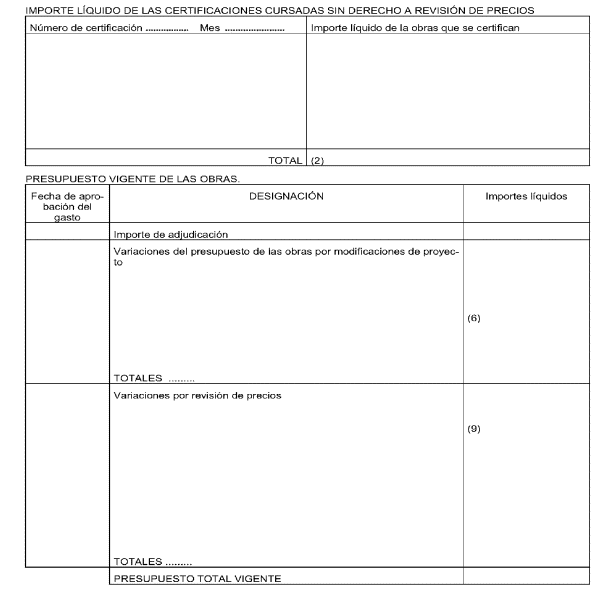 IMPORTE LÍQUIDO DE LAS CERTIFICACIONES CURSADAS SIN DERECHO A REVISIÓN DE PRECIOS
Número de certificación ................ Mes ......................
Importe líquido de la obras que se certifican
TOTAL (2)
PRESUPUESTO VIGENTE DE LAS OBRAS.
Fecha de apro-
bación del
gasto
DESIGNACIÓN
Importes líquidos
Importe de adjudicación
Variaciones del presupuesto de las obras por modificaciones de proyec-
to
(6)
TOTALES .........
Variaciones por revisión de precios
(9)
TOTALES .........
PRESUPUESTO TOTAL VIGENTE